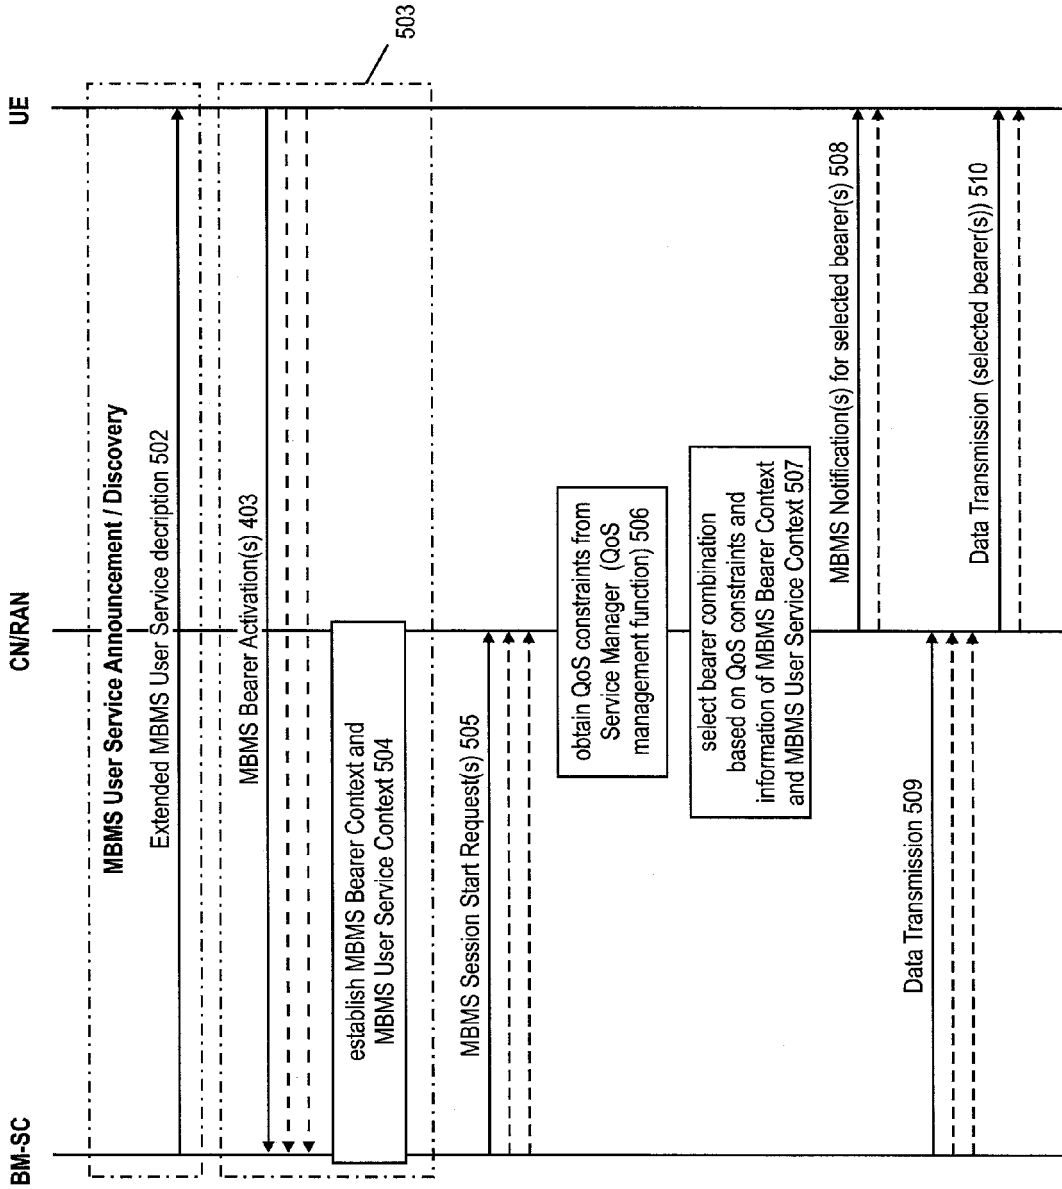 BM-SC
CN/RAN
UE
MBMS User Service Announcement / Discovery
Extended MBMS User Service decription 502
503
MBMS Bearer Activation(s) 403
establish MBMS Bearer Context and
MBMS User Service Context 504
MBMS Session Start Request(s) 505
obtain QoS constraints from
Service Manager (QoS
management function) 506
select bearer combination
based on QoS constraints and
information of MBMS Bearer Context
and MBMS User Service Context 507
MBMS Notification(s) for selected bearer(s) 508
Data Transmission 509
Data Transmission (selected bearer(s)) 510